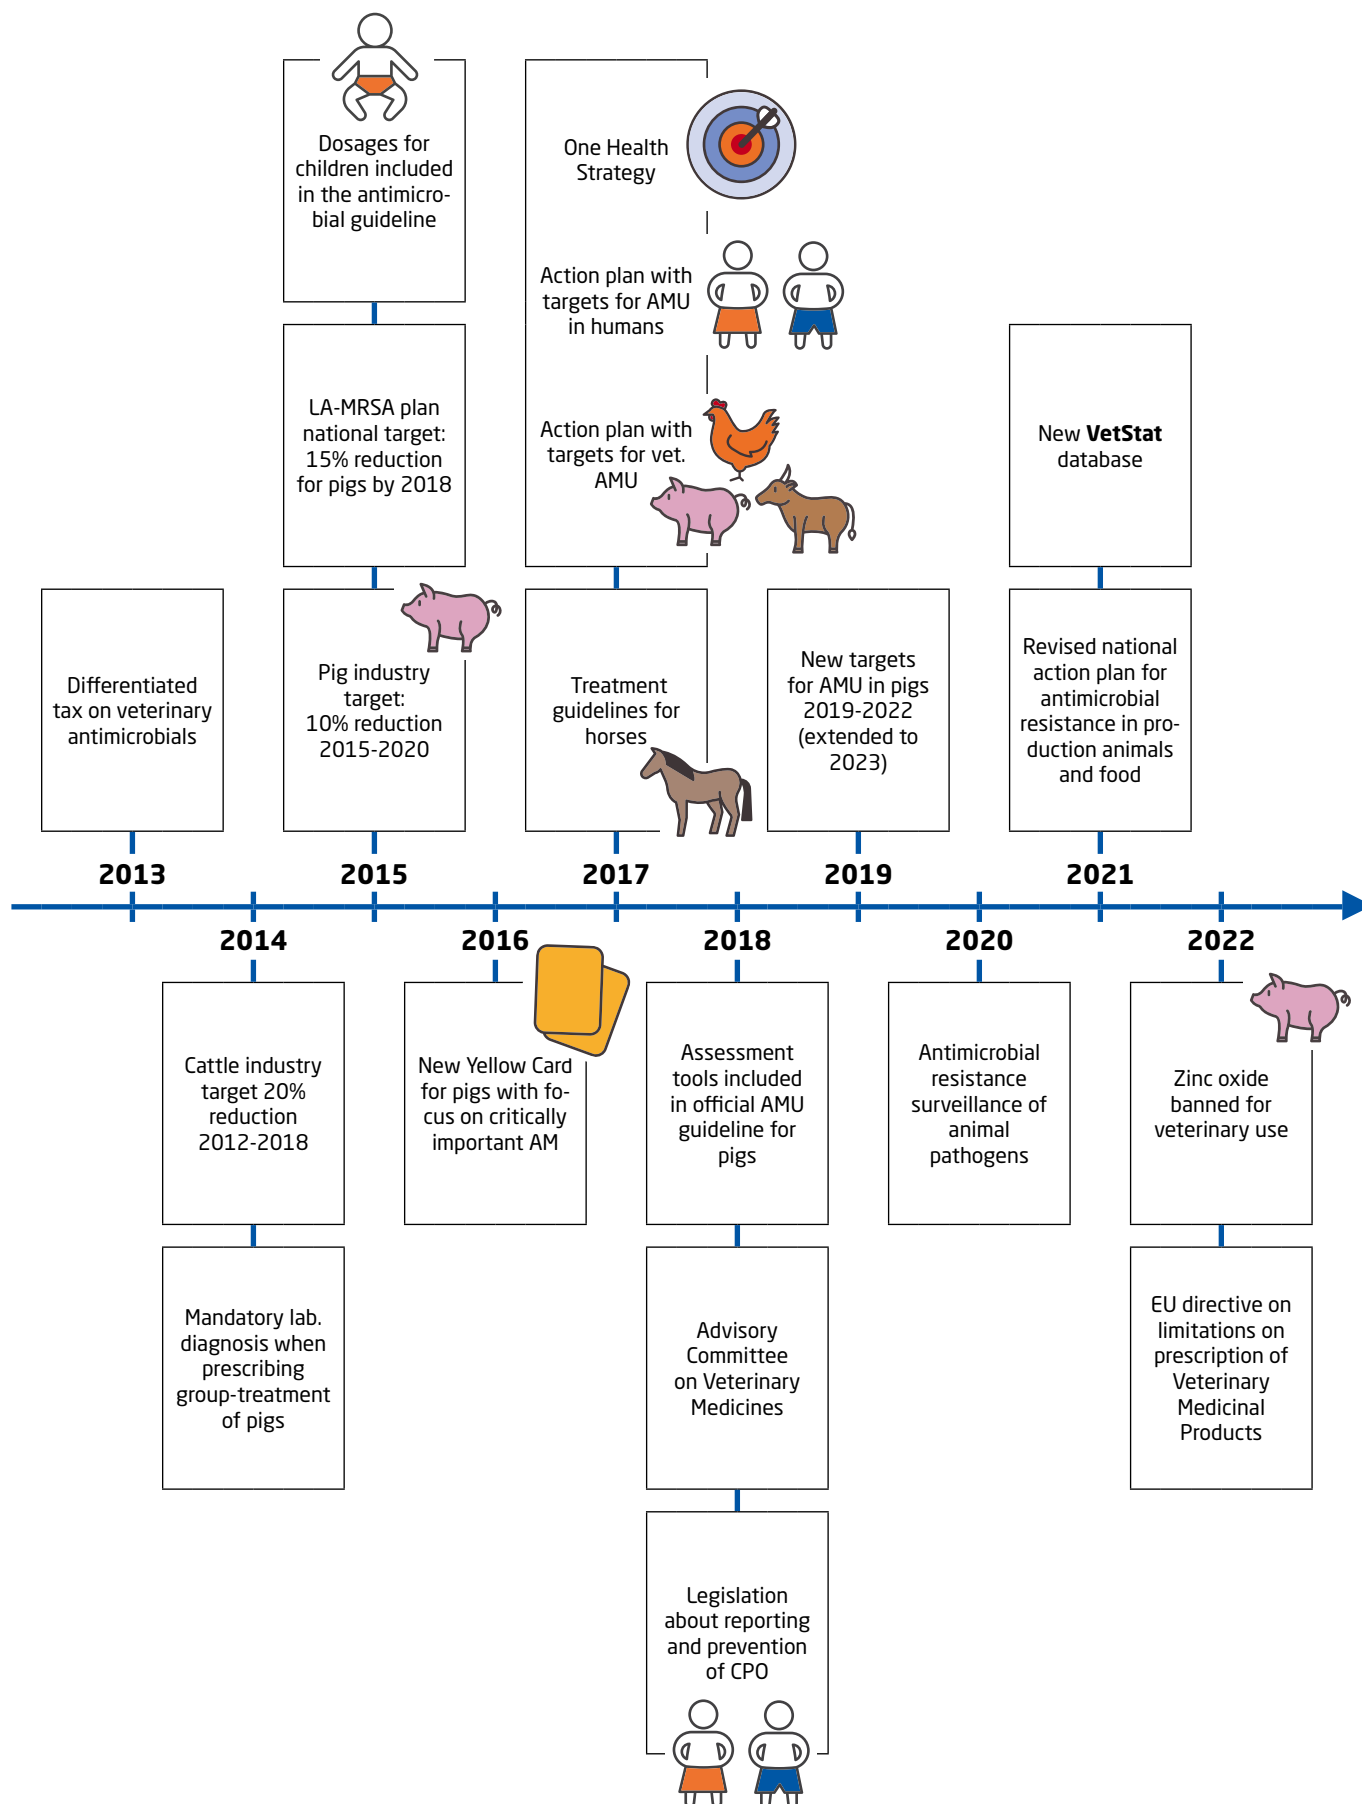 Dosages for
children included
in the antimicro-
bial guideline
One Health
Strategy
Action plan with
targets for AMU
in humans
LA-MRSA plan
national target:
15% reduction
for pigs by 2018
Action plan with
targets for vet.
AMU
New VetStat
database
Differentiated
tax on veterinary
antimicrobials
Pig industry
target:
10% reduction
2015-2020
Treatment
guidelines for
horses
New targets
for AMU in pigs
2019-2022
(extended to
2023)
Revised national
action plan for
antimicrobial
resistance in pro-
duction animals
and food
2013
2015
2017
2019
2021
2014
2016
2018
2020
2022
Cattle industry
target 20%
reduction
2012-2018
New Yellow Card
for pigs with fo-
cus on critically
important AM
Assessment
tools included
in official AMU
guideline for
pigs
Antimicrobial
resistance
surveillance of
animal
pathogens
Zinc oxide
banned for
veterinary use
Mandatory lab.
diagnosis when
prescribing
group-treatment
of pigs
Advisory
Committee
on Veterinary
Medicines
EU directive on
limitations on
prescription of
Veterinary
Medicinal
Products
Legislation
about reporting
and prevention
of CPO